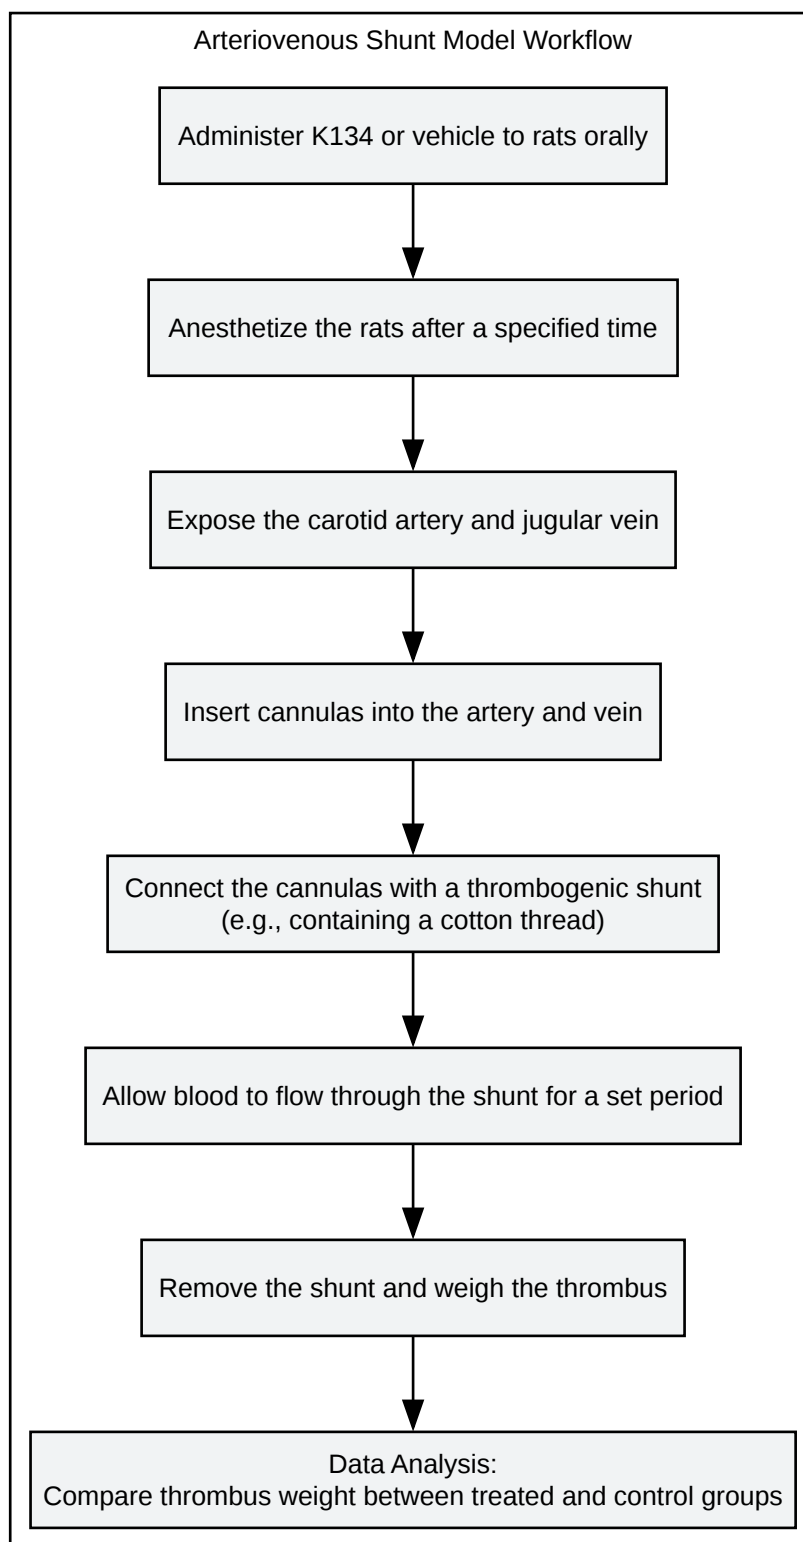 Arteriovenous Shunt Model Workflow
Administer K134 or vehicle to rats orally
Anesthetize the rats after a specified time
Expose the carotid artery and jugular vein
Insert cannulas into the artery and vein
Connect the cannulas with a thrombogenic shunt
(e.g., containing a cotton thread)
Allow blood to flow through the shunt for a set period
Remove the shunt and weigh the thrombus
Data Analysis:
Compare thrombus weight between treated and control groups